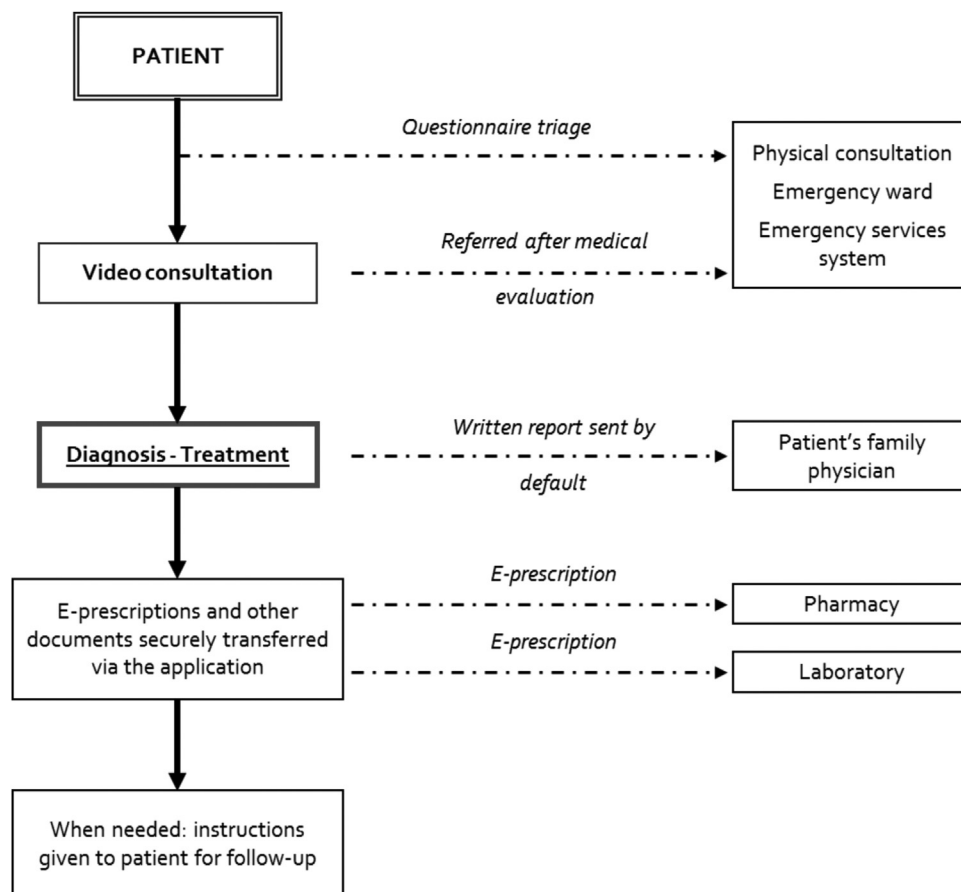 PATIENT
Questionnaire triage
Physical consultation
Emergency ward
Emergency services
system
Video consultation
Referred after medical
evaluation
Diagnosis - Treatment
Written report sent by
default
Patient's family
physician
E-prescriptions and other
documents securely transferred
via the application
E-prescription
Pharmacy
E-prescription
Laboratory
When needed: instructions
given to patient for follow-up